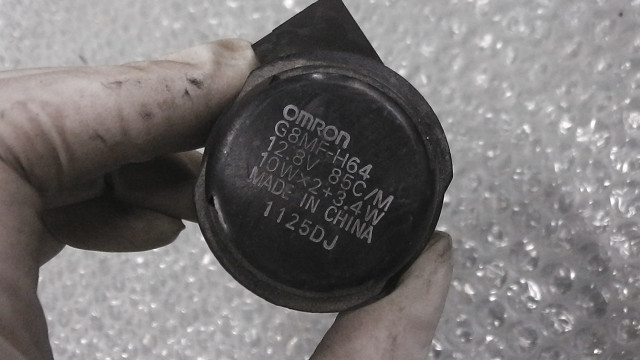 OMRON
G8MF-H64
12.8V 85C/M
10W×2+3.4W
MADE IN CHINA
1125DJ